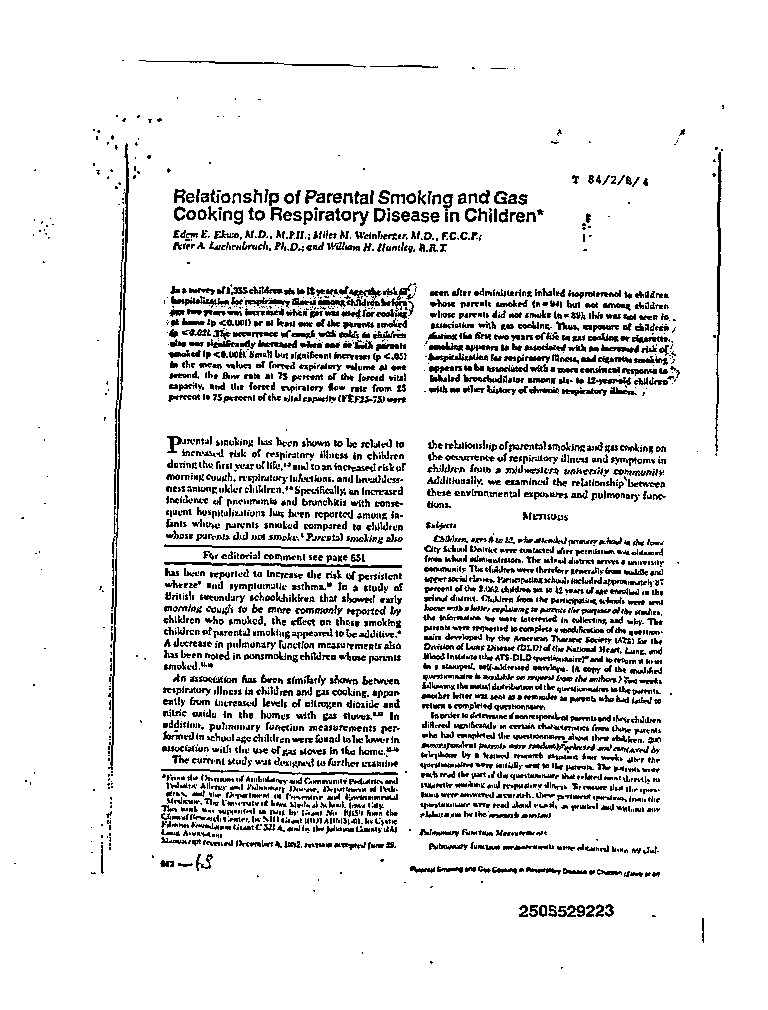 T 84/2/8/4
Relationship of Parental Smoking and Gas
Cooking to Respiratory Disease in Children*
Edem E. Ekwo, M.D., M.P.H.; Miles M. Weinberger, M.D., F.C.C.P.;
Peter A. Lachenbruch, Ph.D.; and William H. Huntley, R.R.T.
In a survey of 1,355 children six to 12 years of age, the risk of
hospitalization for respiratory illness among children before
age two years was increased when gas was used for cooking
at home (p <0.001) or at least one of the parents smoked
(p <0.02). The occurrence of cough with colds in children
also was significantly increased when one or both parents
smoked (p <0.001). Small but significant increases (p <.05)
in the mean values of forced expiratory volume at one
second, the flow rate at 75 percent of the forced vital
capacity, and the forced expiratory flow rate from 25
percent to 75 percent of the vital capacity (FEF25-75) were
seen after administering inhaled isoproterenol to children
whose parents smoked (n=94) but not among children
whose parents did not smoke (n=89); this was not seen in
association with gas cooking. Thus, exposure of children
during the first two years of life to gas cooking or cigarette
smoking appears to be associated with an increased risk of
hospitalization for respiratory illness, and cigarette smoking
appears to be associated with a more consistent response to
inhaled bronchodilator among six- to 12-year-old children
with no other history of chronic respiratory illness.
Parental smoking has been shown to be related to
increased risk of respiratory illness in children
during the first year of life, and to an increased risk of
morning cough, respiratory infections, and breathless-
ness among older children. Specifically, an increased
incidence of pneumonia and bronchitis with conse-
quent hospitalizations has been reported among in-
fants whose parents smoked compared to children
whose parents did not smoke. Parental smoking also
For editorial comment see page 651
has been reported to increase the risk of persistent
wheeze and symptomatic asthma. In a study of
British secondary schoolchildren that showed early
morning cough to be more commonly reported by
children who smoked, the effect on those smoking
children of parental smoking appeared to be additive.
A decrease in pulmonary function measurements also
has been noted in nonsmoking children whose parents
smoked.
An association has been similarly shown between
respiratory illness in children and gas cooking, appar-
ently from increased levels of nitrogen dioxide and
nitric oxide in the homes with gas stoves. In
addition, pulmonary function measurements per-
formed in school age children were found to be lower in
association with the use of gas stoves in the home.
The current study was designed to further examine
*From the Divisions of Ambulatory and Community Pediatrics and
Pediatric Allergy and Pulmonary Disease, Department of Pedi-
atrics, and the Department of Preventive and Environmental
Medicine, The University of Iowa Medical School, Iowa City.
This work was supported in part by Grant No. from the
Clinical Research Center, by NIH Grant by Cystic
Fibrosis Foundation Grant and by the Johnson County (IA)
Lung Association.
Manuscript received December 6, 1982; revision accepted June 29.
the relationship of parental smoking and gas cooking on
the occurrence of respiratory illness and symptoms in
children from a midwestern university community.
Additionally, we examined the relationship between
these environmental exposures and pulmonary func-
tions.
METHODS
Subjects
Children, ages 6 to 12, who attended primary school in the Iowa
City School District were contacted after permission was obtained
from school administrators. The school district serves a university
community. The children were therefore generally from middle and
upper social classes. Participating schools included approximately 87
percent of the 2,062 children six to 12 years of age enrolled in the
school district. Children from the participating schools were sent
home with a letter explaining to parents the purpose of the studies,
the information we were interested in collecting and why. The
parents were requested to complete a modification of the question-
naire developed by the American Thoracic Society (ATS) for the
Division of Lung Disease (DLD) of the National Heart, Lung, and
Blood Institute (the ATS-DLD questionnaire) and to return it to us
in a stamped, self-addressed envelope. (A copy of the modified
questionnaire is available on request from the authors.) Two weeks
following the initial distribution of the questionnaires to the parents,
another letter was sent as a reminder to parents who had failed to
return a completed questionnaire.
In order to determine if nonrespondent parents and their children
differed significantly in certain characteristics from those parents
who had completed the questionnaires about their children,
nonrespondent parents were randomly selected and contacted by
telephone by a trained research assistant four weeks after the
questionnaires were initially sent to the parents. The parents were
each read the part of the questionnaire that related most directly to
cigarette smoking and respiratory illness. To ensure that the ques-
tions were answered accurately, these pertinent questions, from the
questionnaire were read aloud exactly as printed and without any
elaboration by the research assistant.
Pulmonary Function Measurements
Pulmonary function measurements were obtained from
Parental Smoking and Gas Cooking in Respiratory Disease of Children
2505529223